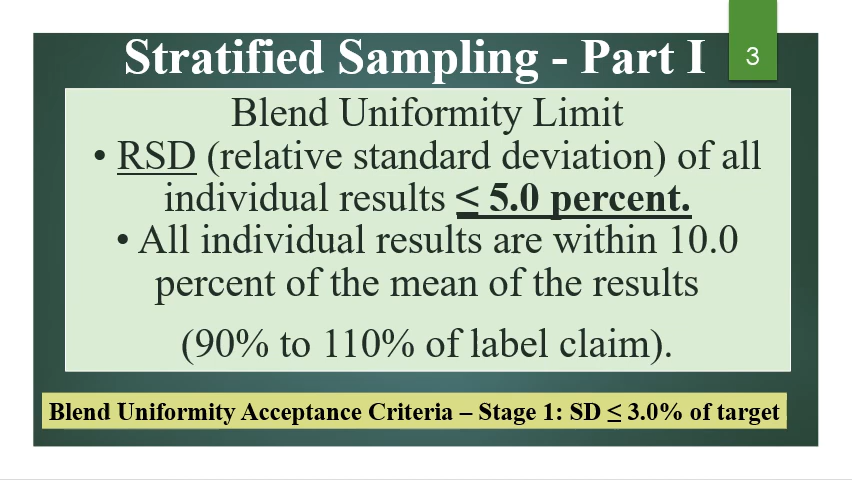 Stratified Sampling - Part I
3
Blend Uniformity Limit
• RSD (relative standard deviation) of all
individual results ≤ 5.0 percent.
• All individual results are within 10.0
percent of the mean of the results
(90% to 110% of label claim).
Blend Uniformity Acceptance Criteria – Stage 1: SD ≤ 3.0% of target